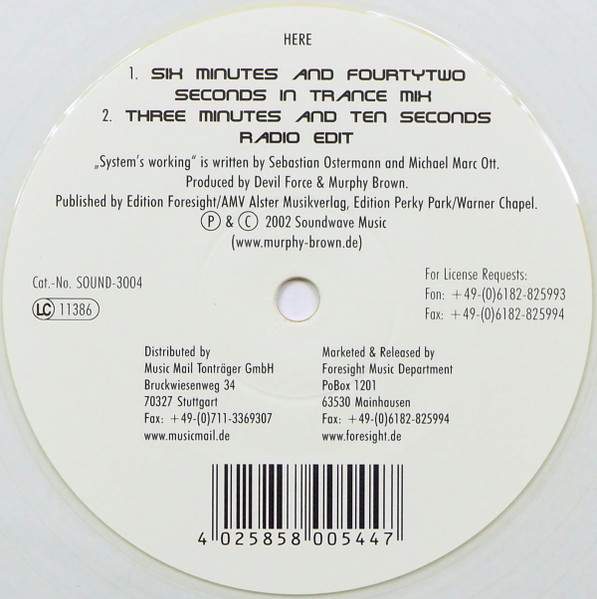 HERE
1. SIX MINUTES AND FOURTYTWO
SECONDS IN TRANCE MIX
2. THREE MINUTES AND TEN SECONDS
RADIO EDIT
„System's working" is written by Sebastian Ostermann and Michael Marc Ott.
Produced by Devil Force & Murphy Brown.
Published by Edition Foresight/AMV Alster Musikverlag, Edition Perky Park/Warner Chapel.
Ⓟ & Ⓒ 2002 Soundwave Music
(www.murphy-brown.de)
Cat.-No. SOUND-3004
LC 11386
For License Requests:
Fon: +49-(0)6182-825993
Fax: +49-(0)6182-825994
Distributed by
Music Mail Tonträger GmbH
Bruckwiesenweg 34
70327 Stuttgart
Fax: +49-(0)711-3369307
www.musicmail.de
Marketed & Released by
Foresight Music Department
PoBox 1201
63530 Mainhausen
Fax: +49-(0)6182-825994
www.foresight.de
4 025858 005447